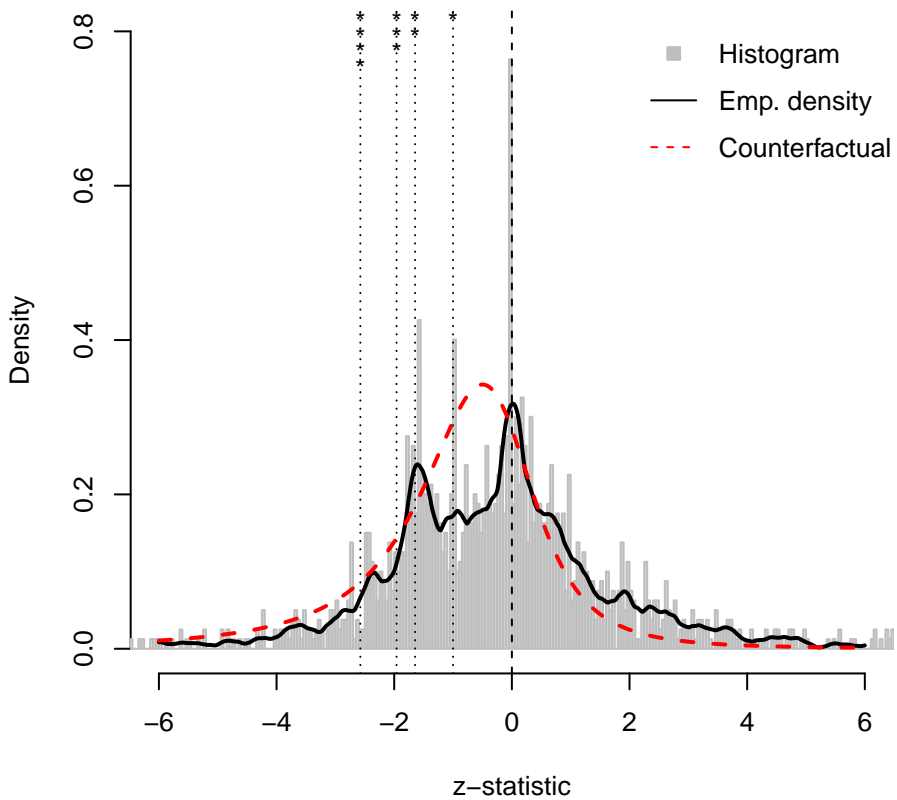 * * * *
* * *
* *
*
Histogram
Emp. density
Counterfactual
Density
0.8
0.6
0.4
0.2
0.0
−6 −4 −2 0 2 4 6
z−statistic